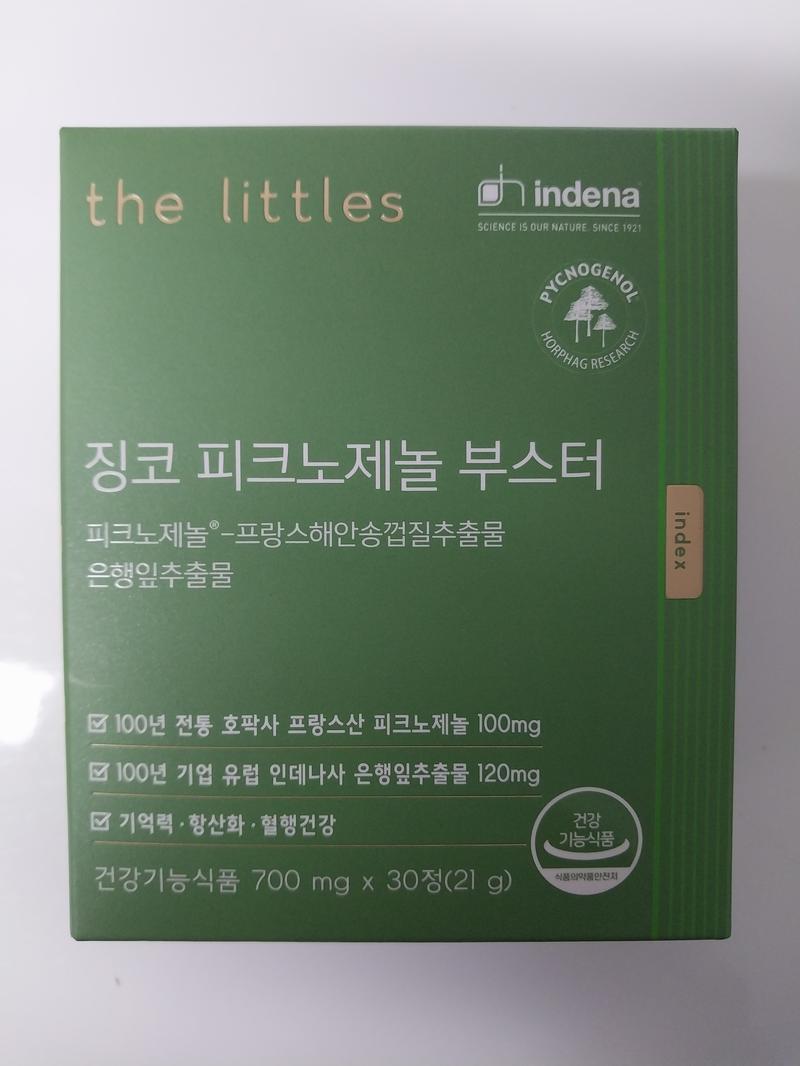 the littles
indena
SCIENCE IS OUR NATURE. SINCE 1921
PYCNOGENOL
HORPHAG RESEARCH
징코 피크노제놀 부스터
피크노제놀®-프랑스해안송껍질추출물
은행잎추출물
index
100년 전통 호팍사 프랑스산 피크노제놀 100mg
100년 기업 유럽 인데나사 은행잎추출물 120mg
기억력·항산화·혈행건강
건강
기능식품
식품의약품안전처
건강기능식품 700 mg x 30정(21 g)